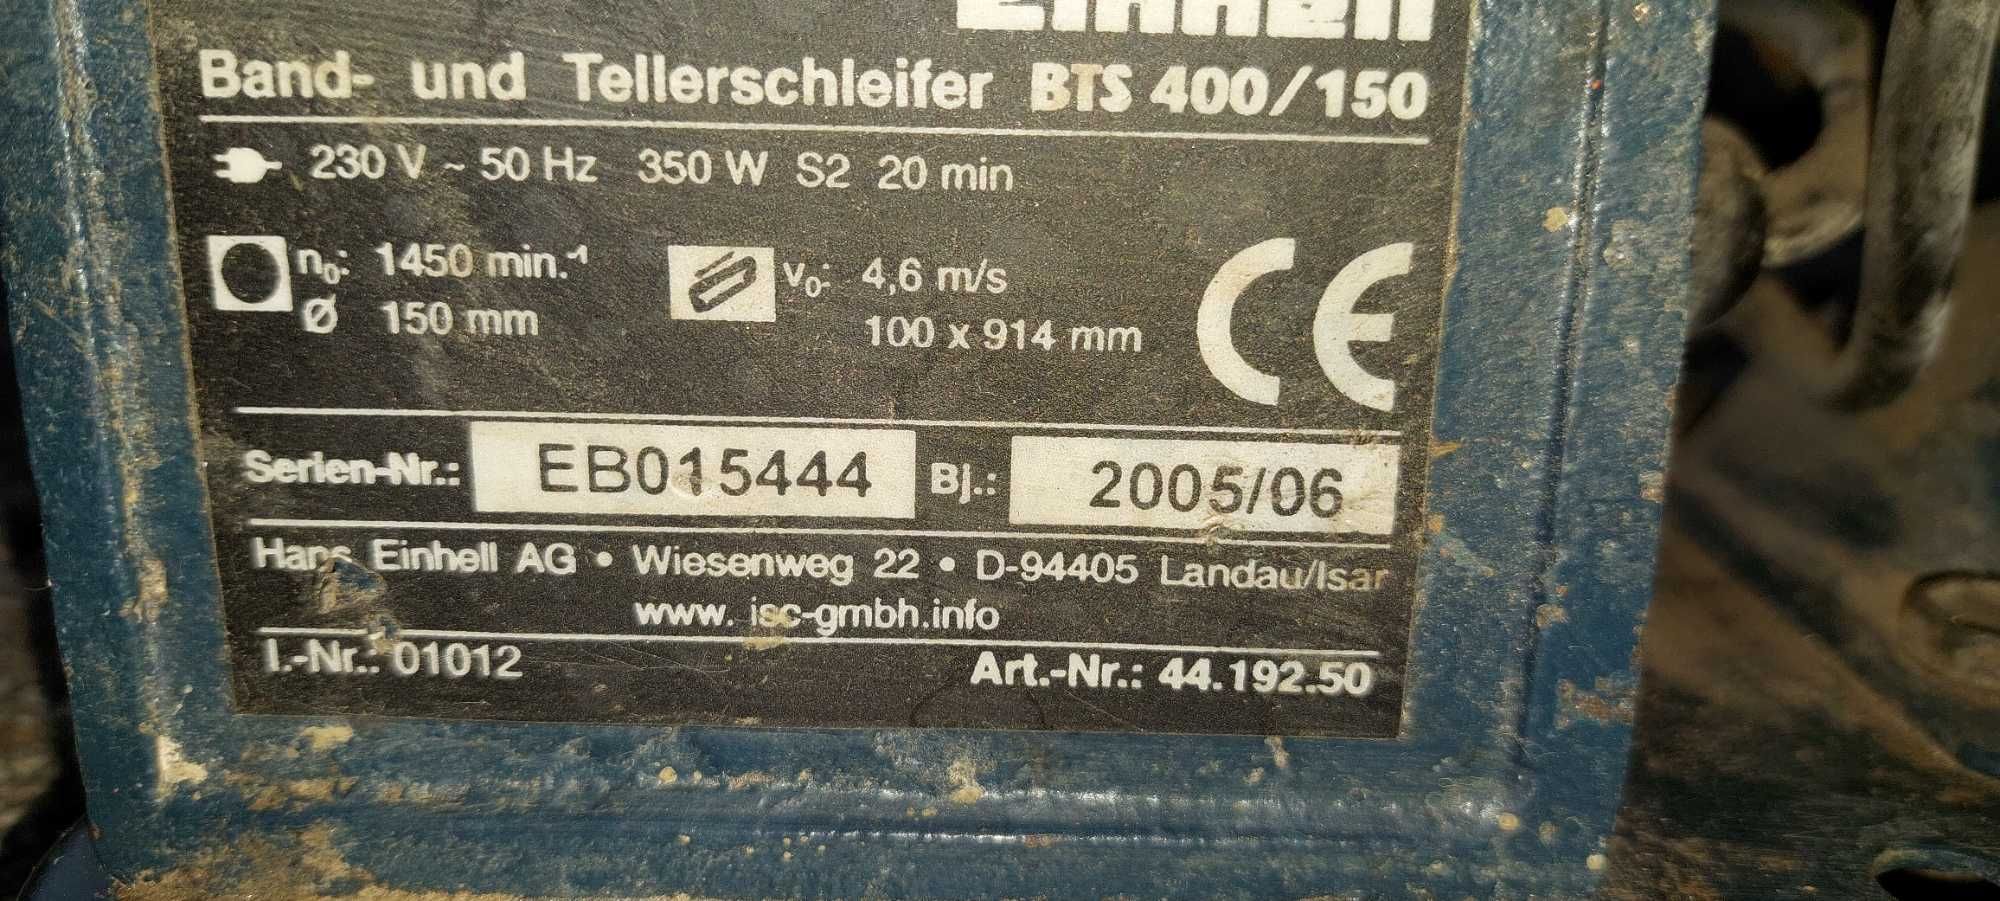 Einhell
Band- und Tellerschleifer BTS 400/150
230 V ~ 50 Hz 350 W S2 20 min
n₀: 1450 min.⁻¹ v₀: 4,6 m/s
Ø 150 mm 100 x 914 mm
CE
Serien-Nr.: EB015444 Bj.: 2005/06
Hans Einhell AG • Wiesenweg 22 • D-94405 Landau/Isar
www. isc-gmbh.info
I.-Nr.: 01012 Art.-Nr.: 44.192.50